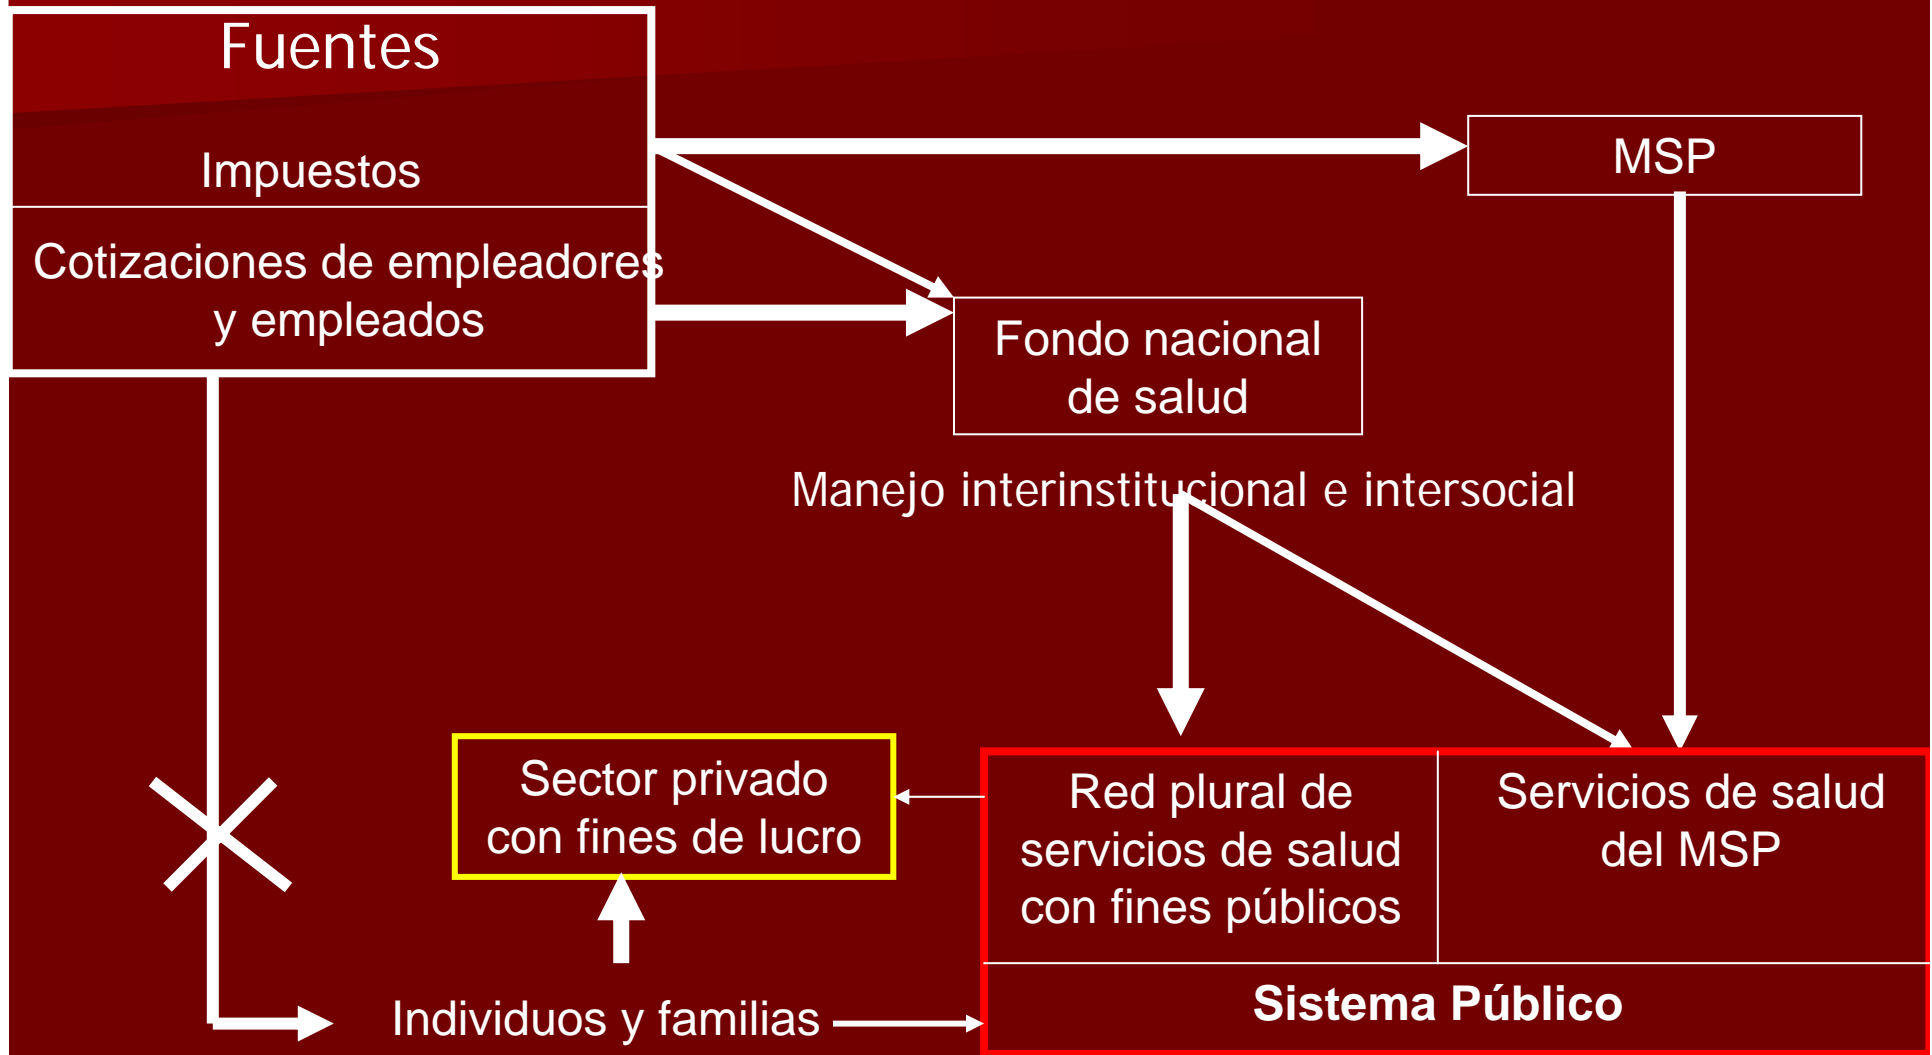 Fuentes
Impuestos
Cotizaciones de empleadores
y empleados
MSP
Fondo nacional
de salud
Manejo interinstitucional e intersocial
Sector privado
con fines de lucro
Red plural de
servicios de salud
con fines públicos
Servicios de salud
del MSP
Sistema Público
Individuos y familias